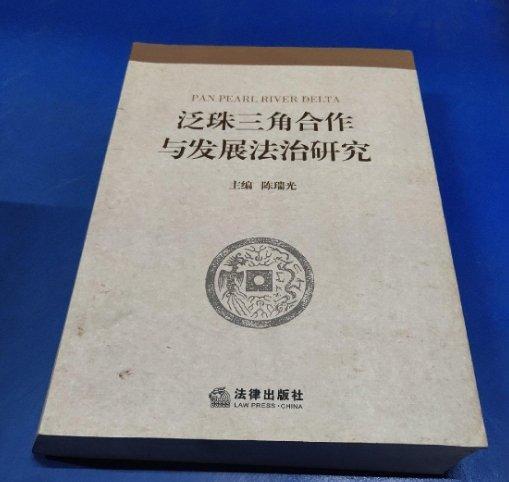 PAN PEARL RIVER DELTA
泛珠三角合作
与发展法治研究
主编 陈瑞光
法律出版社
LAW PRESS·CHINA